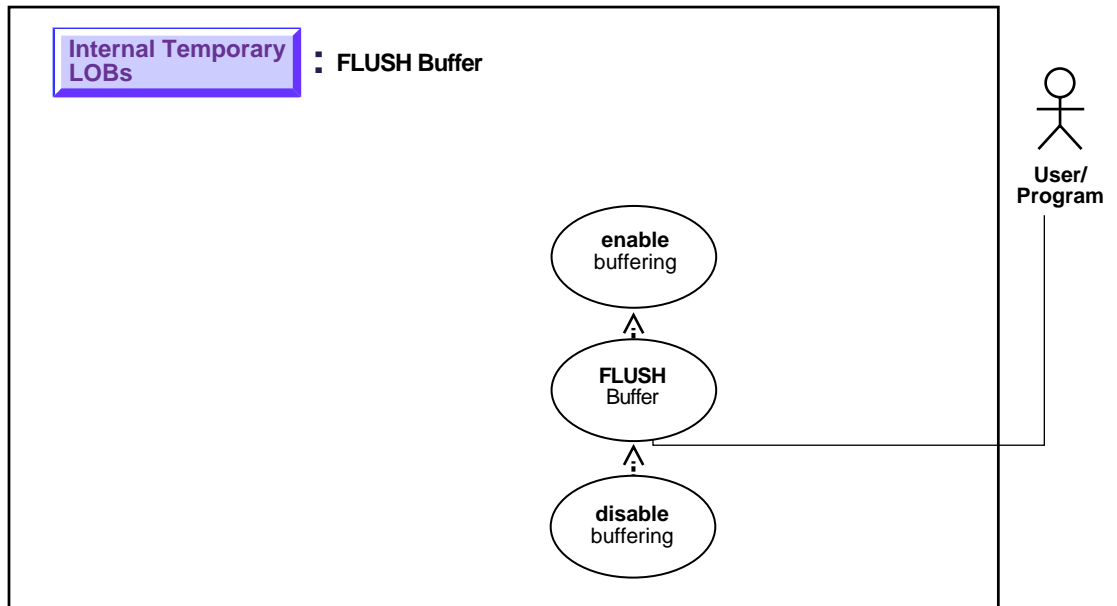 Internal Temporary
LOBs
: FLUSH Buffer
User/
Program
enable
buffering
FLUSH
Buffer
disable
buffering